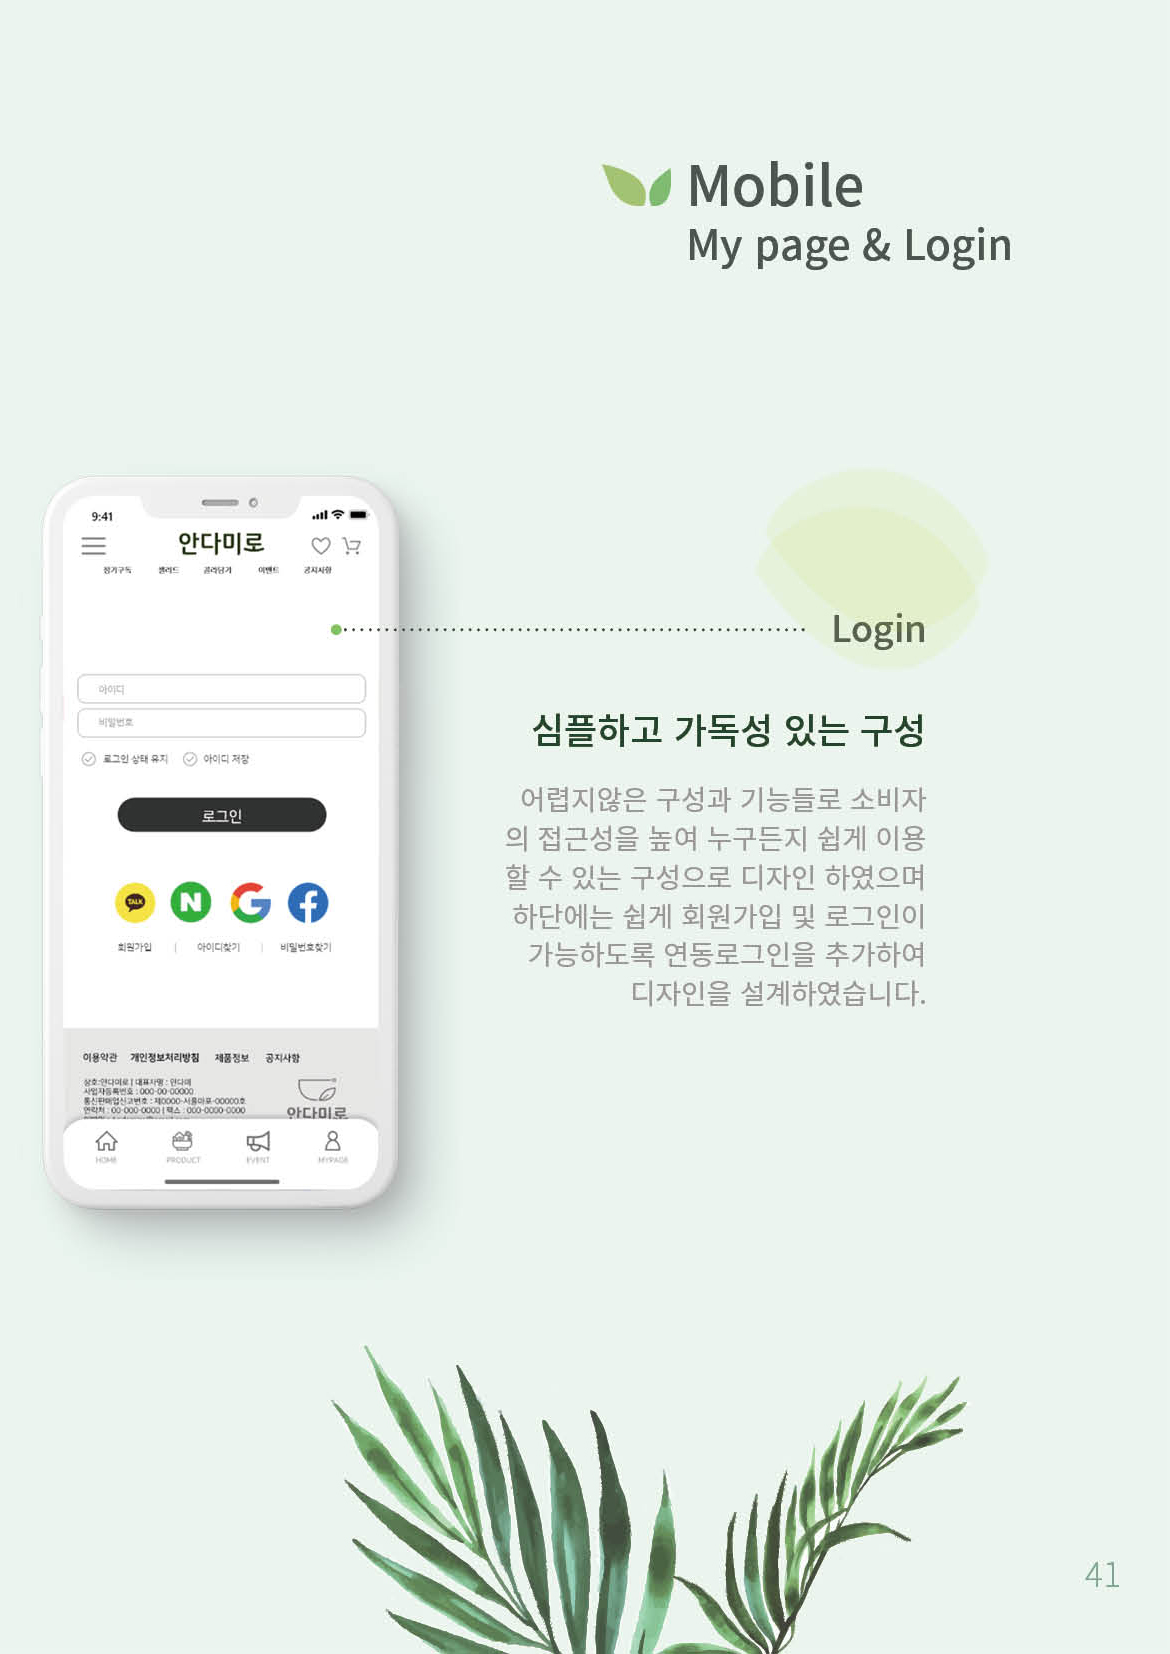 Mobile
My page & Login
9:41
안다미로
정기구독 샐러드 골라담기 이벤트 공지사항
Login
아이디
비밀번호
로그인 상태 유지 아이디 저장
로그인
TALK N G f
회원가입 | 아이디찾기 | 비밀번호찾기
심플하고 가독성 있는 구성
어렵지않은 구성과 기능들로 소비자
의 접근성을 높여 누구든지 쉽게 이용
할 수 있는 구성으로 디자인 하였으며
하단에는 쉽게 회원가입 및 로그인이
가능하도록 연동로그인을 추가하여
디자인을 설계하였습니다.
이용약관 개인정보처리방침 제품정보 공지사항
상호:안다미로 | 대표자명 : 안다미
사업자등록번호 : 000-00-00000
통신판매업신고번호 : 제0000-서울마포-00000호
연락처 : 00-000-0000 | 팩스 : 000-0000-0000
안다미로
HOME PRODUCT EVENT MYPAGE
41